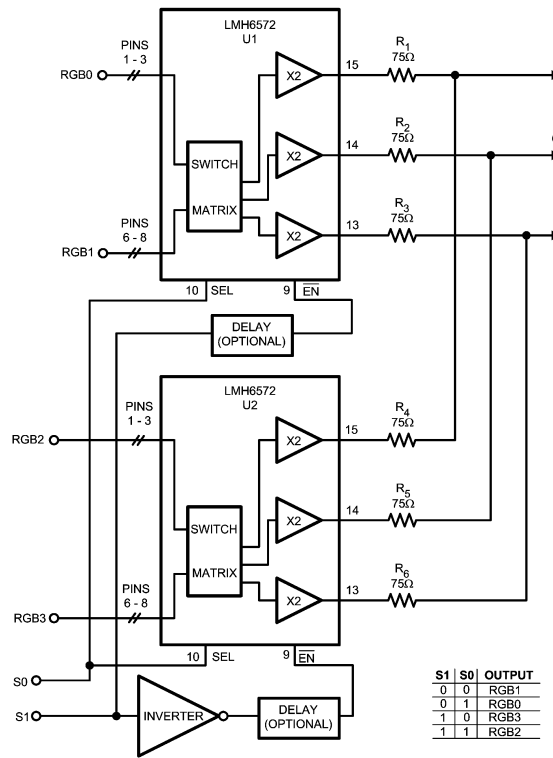 LMH6572
U1
PINS
1 - 3
RGB0
X2
15
R1
75Ω
SWITCH
MATRIX
X2
14
R2
75Ω
PINS
6 - 8
RGB1
X2
13
R3
75Ω
10 SEL
9 EN
DELAY
(OPTIONAL)
LMH6572
U2
PINS
1 - 3
RGB2
X2
15
R4
75Ω
SWITCH
MATRIX
X2
14
R5
75Ω
PINS
6 - 8
RGB3
X2
13
R6
75Ω
10 SEL
9 EN
S0
S1
INVERTER
DELAY
(OPTIONAL)
S1 S0 OUTPUT
0 0 RGB1
0 1 RGB0
1 0 RGB3
1 1 RGB2